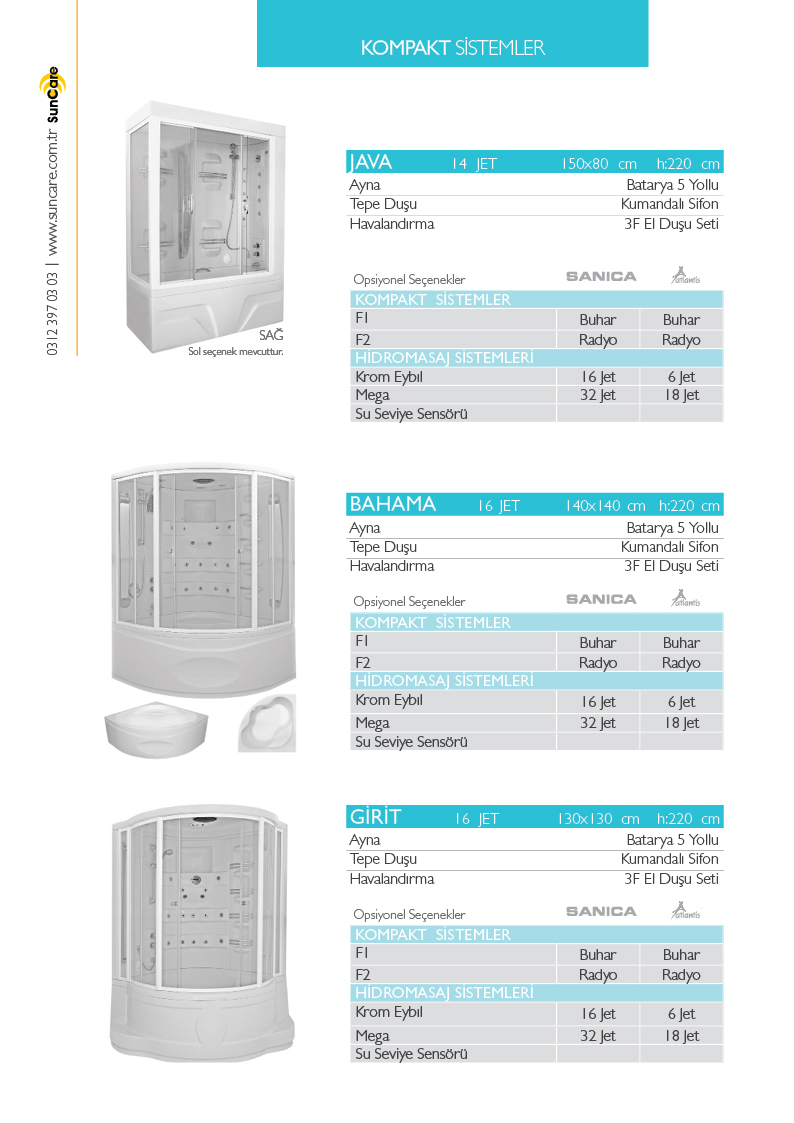 KOMPAKT SİSTEMLER
0312 397 03 03 | www.suncare.com.tr SunCare
JAVA 14 JET 150x80 cm h:220 cm
Ayna Batarya 5 Yollu
Tepe Duşu Kumandalı Sifon
Havalandırma 3F El Duşu Seti
Opsiyonel Seçenekler SANICA atlantis
KOMPAKT SİSTEMLER
F1 Buhar Buhar
F2 Radyo Radyo
HİDROMASAJ SİSTEMLERİ
Krom Eybıl 16 Jet 6 Jet
Mega 32 Jet 18 Jet
Su Seviye Sensörü
SAĞ
Sol seçenek mevcuttur.
BAHAMA 16 JET 140x140 cm h:220 cm
Ayna Batarya 5 Yollu
Tepe Duşu Kumandalı Sifon
Havalandırma 3F El Duşu Seti
Opsiyonel Seçenekler SANICA atlantis
KOMPAKT SİSTEMLER
F1 Buhar Buhar
F2 Radyo Radyo
HİDROMASAJ SİSTEMLERİ
Krom Eybıl 16 Jet 6 Jet
Mega 32 Jet 18 Jet
Su Seviye Sensörü
GİRİT 16 JET 130x130 cm h:220 cm
Ayna Batarya 5 Yollu
Tepe Duşu Kumandalı Sifon
Havalandırma 3F El Duşu Seti
Opsiyonel Seçenekler SANICA atlantis
KOMPAKT SİSTEMLER
F1 Buhar Buhar
F2 Radyo Radyo
HİDROMASAJ SİSTEMLERİ
Krom Eybıl 16 Jet 6 Jet
Mega 32 Jet 18 Jet
Su Seviye Sensörü